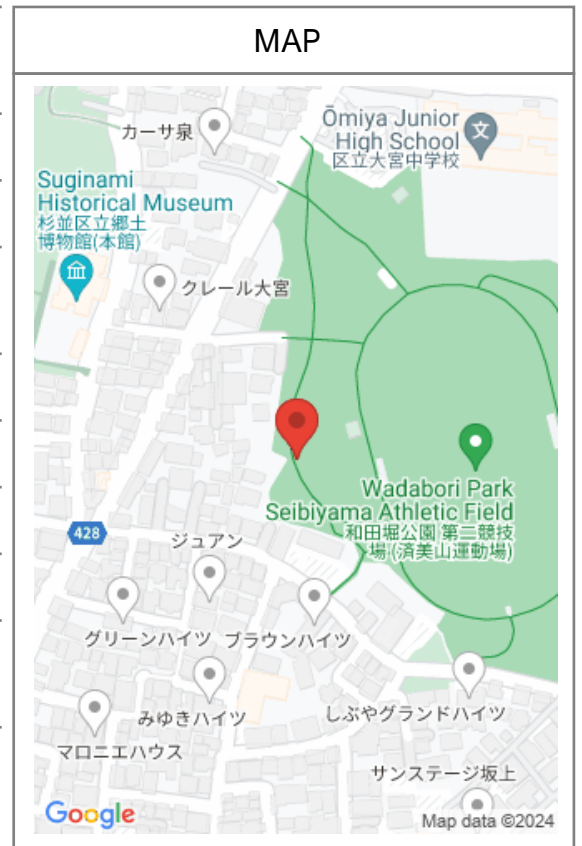 MAP
カーサ泉
Ōmiya Junior
High School
区立大宮中学校
文
Suginami
Historical Museum
杉並区立郷土
博物館(本館)
クレール大宮
Wadabori Park
Seibiyama Athletic Field
和田堀公園 第二競技
場 (済美山運動場)
428
ジュアン
グリーンハイツ
ブラウンハイツ
みゆきハイツ
しぶやグランドハイツ
マロニエハウス
サンステージ坂上
Google
Map data ©2024